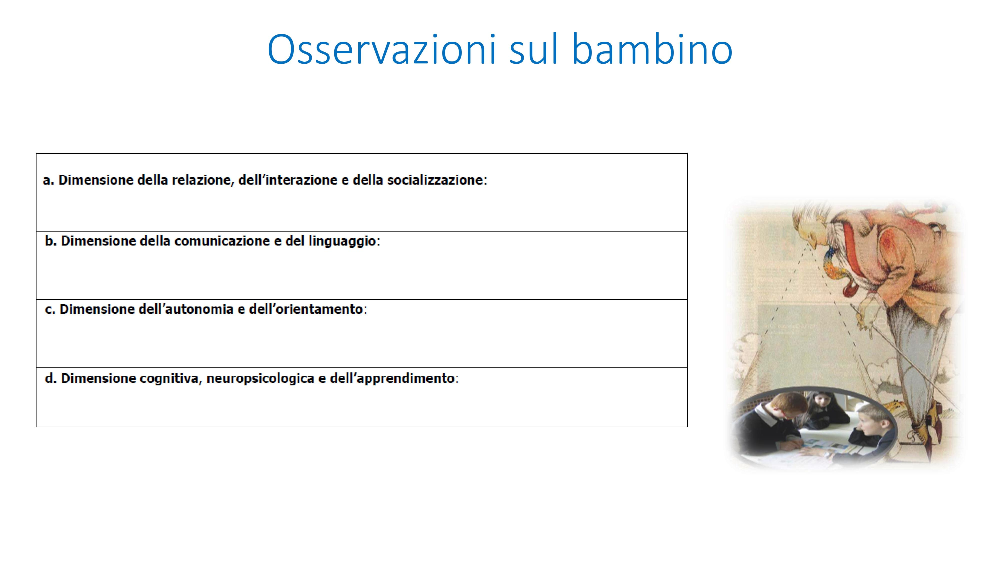 Osservazioni sul bambino
a. Dimensione della relazione, dell'interazione e della socializzazione:
b. Dimensione della comunicazione e del linguaggio:
c. Dimensione dell'autonomia e dell'orientamento:
d. Dimensione cognitiva, neuropsicologica e dell'apprendimento: